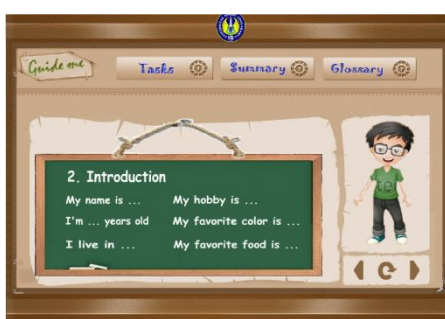 Guide me
Tasks
Summary
Glossary
2. Introduction
My name is ... My hobby is ...
I'm ... years old My favorite color is ...
I live in ... My favorite food is ...